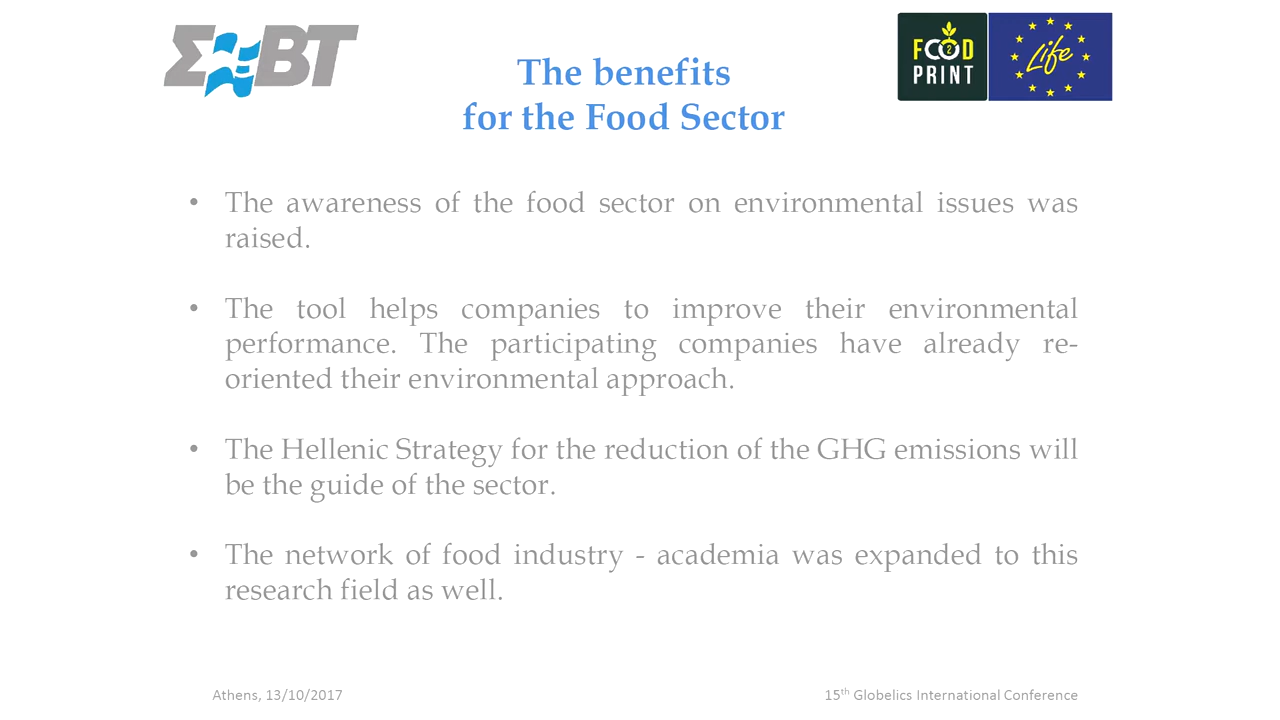 ΣΕВТ
FOOD
2
PRINT
Life
The benefits
for the Food Sector
• The awareness of the food sector on environmental issues was
raised.
• The tool helps companies to improve their environmental
performance. The participating companies have already re-
oriented their environmental approach.
• The Hellenic Strategy for the reduction of the GHG emissions will
be the guide of the sector.
• The network of food industry - academia was expanded to this
research field as well.
Athens, 13/10/2017
15th Globelics International Conference